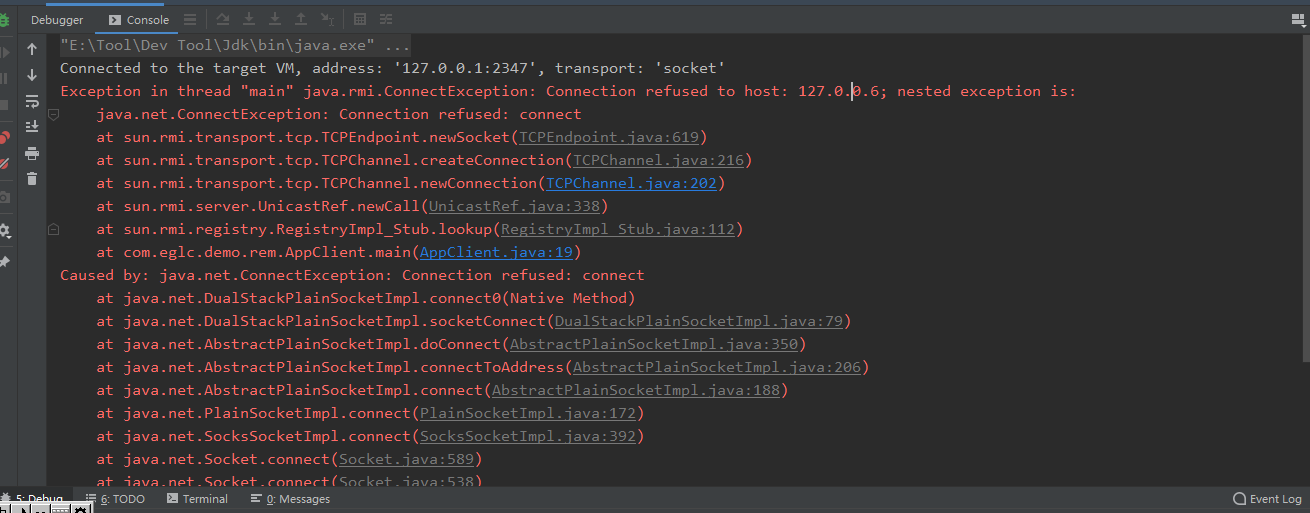 Debugger Console
"E:\Tool\Dev Tool\Jdk\bin\java.exe" ...
Connected to the target VM, address: '127.0.0.1:2347', transport: 'socket'
Exception in thread "main" java.rmi.ConnectException: Connection refused to host: 127.0.0.6; nested exception is:
java.net.ConnectException: Connection refused: connect
at sun.rmi.transport.tcp.TCPEndpoint.newSocket(TCPEndpoint.java:619)
at sun.rmi.transport.tcp.TCPChannel.createConnection(TCPChannel.java:216)
at sun.rmi.transport.tcp.TCPChannel.newConnection(TCPChannel.java:202)
at sun.rmi.server.UnicastRef.newCall(UnicastRef.java:338)
at sun.rmi.registry.RegistryImpl_Stub.lookup(RegistryImpl_Stub.java:112)
at com.eglc.demo.rem.AppClient.main(AppClient.java:19)
Caused by: java.net.ConnectException: Connection refused: connect
at java.net.DualStackPlainSocketImpl.connect0(Native Method)
at java.net.DualStackPlainSocketImpl.socketConnect(DualStackPlainSocketImpl.java:79)
at java.net.AbstractPlainSocketImpl.doConnect(AbstractPlainSocketImpl.java:350)
at java.net.AbstractPlainSocketImpl.connectToAddress(AbstractPlainSocketImpl.java:206)
at java.net.AbstractPlainSocketImpl.connect(AbstractPlainSocketImpl.java:188)
at java.net.PlainSocketImpl.connect(PlainSocketImpl.java:172)
at java.net.SocksSocketImpl.connect(SocksSocketImpl.java:392)
at java.net.Socket.connect(Socket.java:589)
at java.net.Socket.connect(Socket.java:538)
5: Debug 6: TODO Terminal 0: Messages Event Log